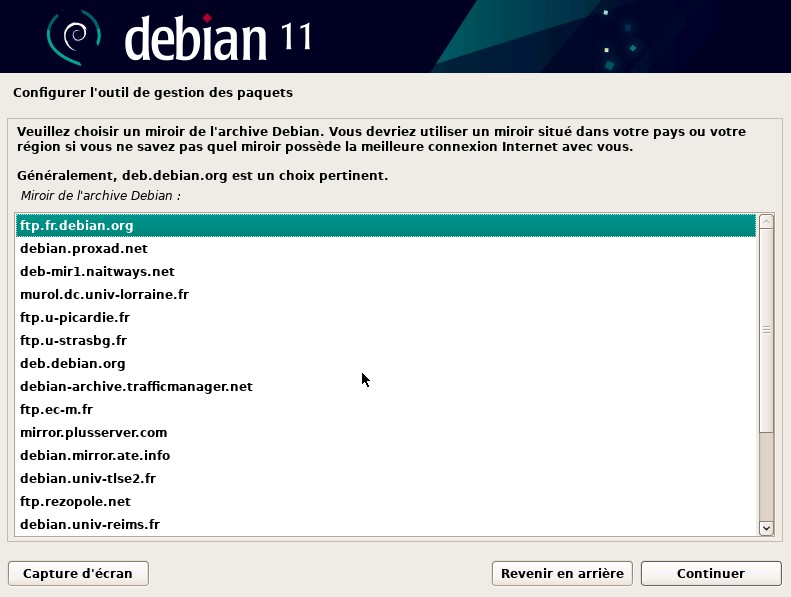 debian 11
Configurer l'outil de gestion des paquets
Veuillez choisir un miroir de l'archive Debian. Vous devriez utiliser un miroir situé dans votre pays ou votre
région si vous ne savez pas quel miroir possède la meilleure connexion Internet avec vous.
Généralement, deb.debian.org est un choix pertinent.
Miroir de l'archive Debian :
ftp.fr.debian.org
debian.proxad.net
deb-mir1.naitways.net
murol.dc.univ-lorraine.fr
ftp.u-picardie.fr
ftp.u-strasbg.fr
deb.debian.org
debian-archive.trafficmanager.net
ftp.ec-m.fr
mirror.plusserver.com
debian.mirror.ate.info
debian.univ-tlse2.fr
ftp.rezopole.net
debian.univ-reims.fr
Capture d'écran
Revenir en arrière
Continuer